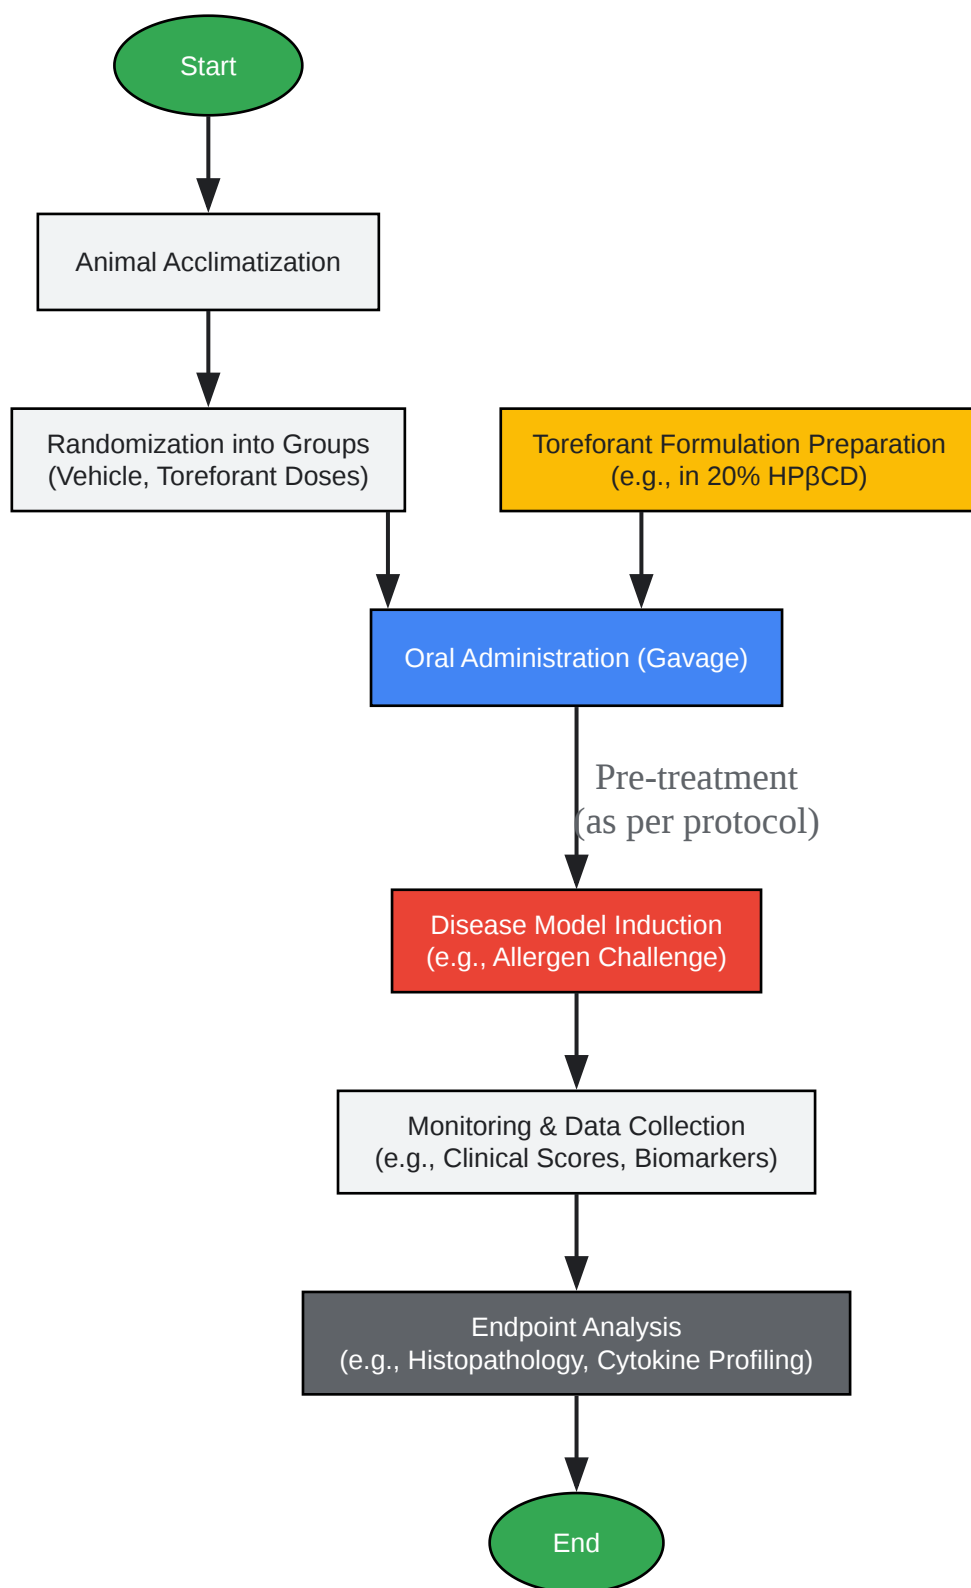 Start
Animal Acclimatization
Randomization into Groups
(Vehicle, Toreforant Doses)
Toreforant Formulation Preparation
(e.g., in 20% HPβCD)
Oral Administration (Gavage)
Pre-treatment
(as per protocol)
Disease Model Induction
(e.g., Allergen Challenge)
Monitoring & Data Collection
(e.g., Clinical Scores, Biomarkers)
Endpoint Analysis
(e.g., Histopathology, Cytokine Profiling)
End